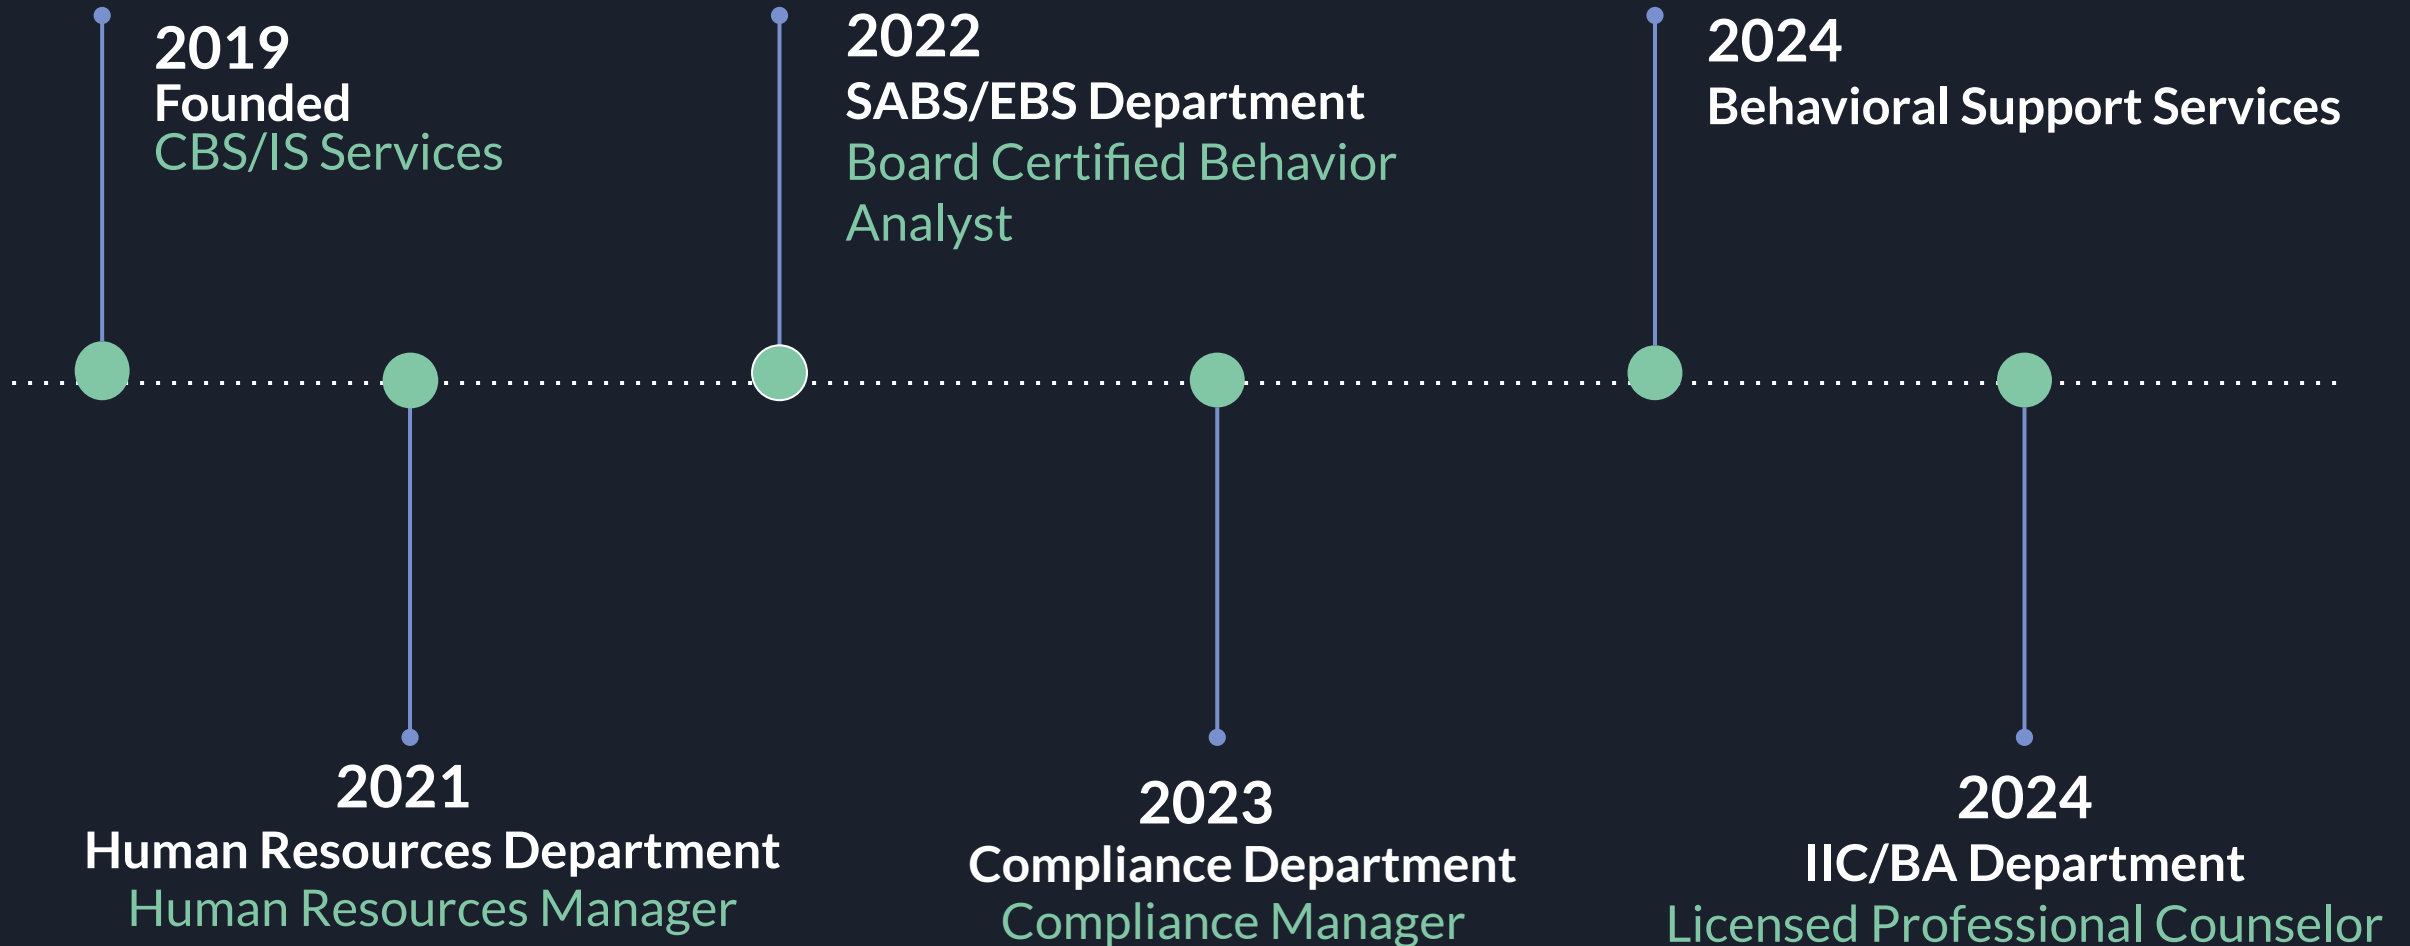 2019
Founded
CBS/IS Services
2022
SABS/EBS Department
Board Certified Behavior
Analyst
2024
Behavioral Support Services
2021
Human Resources Department
Human Resources Manager
2023
Compliance Department
Compliance Manager
2024
IIC/BA Department
Licensed Professional Counselor